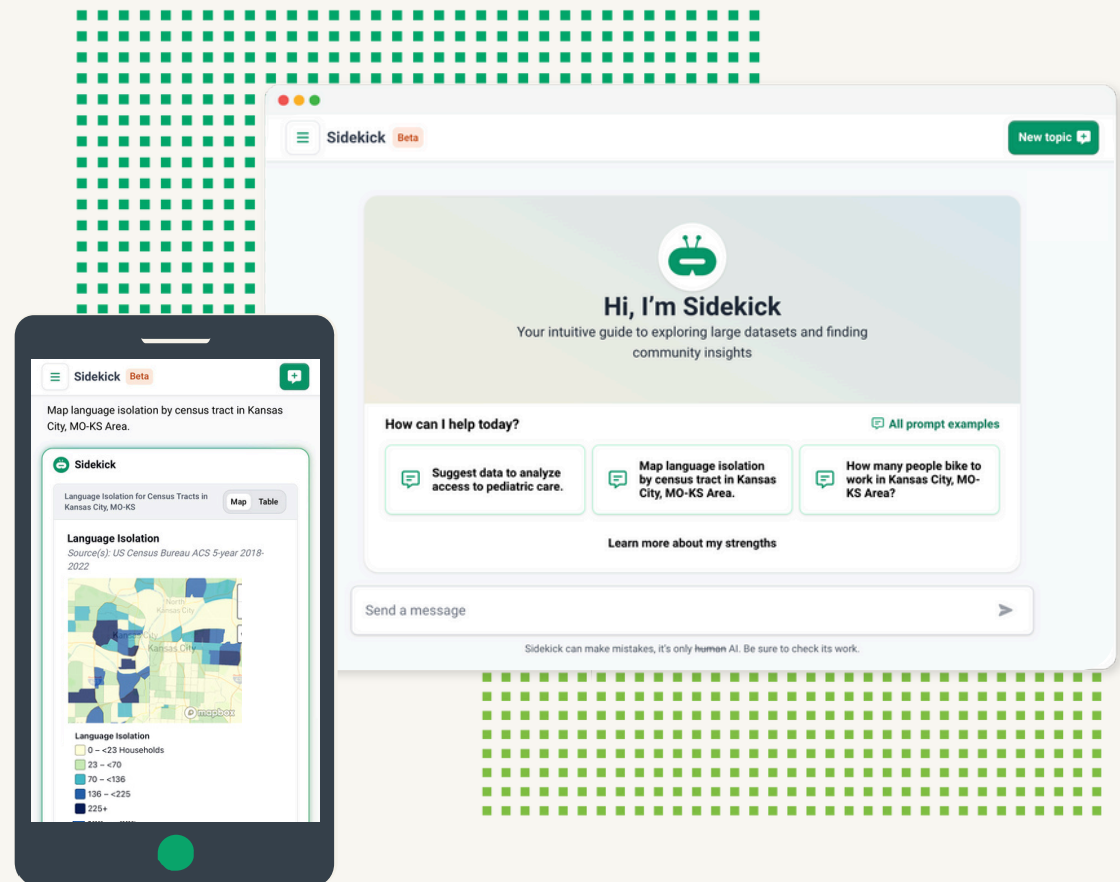 Sidekick Beta
New topic
Hi, I'm Sidekick
Your intuitive guide to exploring large datasets and finding
community insights
How can I help today?
All prompt examples
Suggest data to analyze
access to pediatric care.
Map language isolation
by census tract in Kansas
City, MO-KS Area.
How many people bike to
work in Kansas City, MO-
KS Area?
Learn more about my strengths
Send a message
Sidekick can make mistakes, it's only human AI. Be sure to check its work.
Sidekick Beta
Map language isolation by census tract in Kansas
City, MO-KS Area.
Sidekick
Language Isolation for Census Tracts in
Kansas City, MO-KS
Map Table
Language Isolation
Source(s): US Census Bureau ACS 5-year 2018-
2022
North
Kansas City
Kansas City
Kansas City
mapbox
Language Isolation
0 – <23 Households
23 – <70
70 – <136
136 – <225
225+